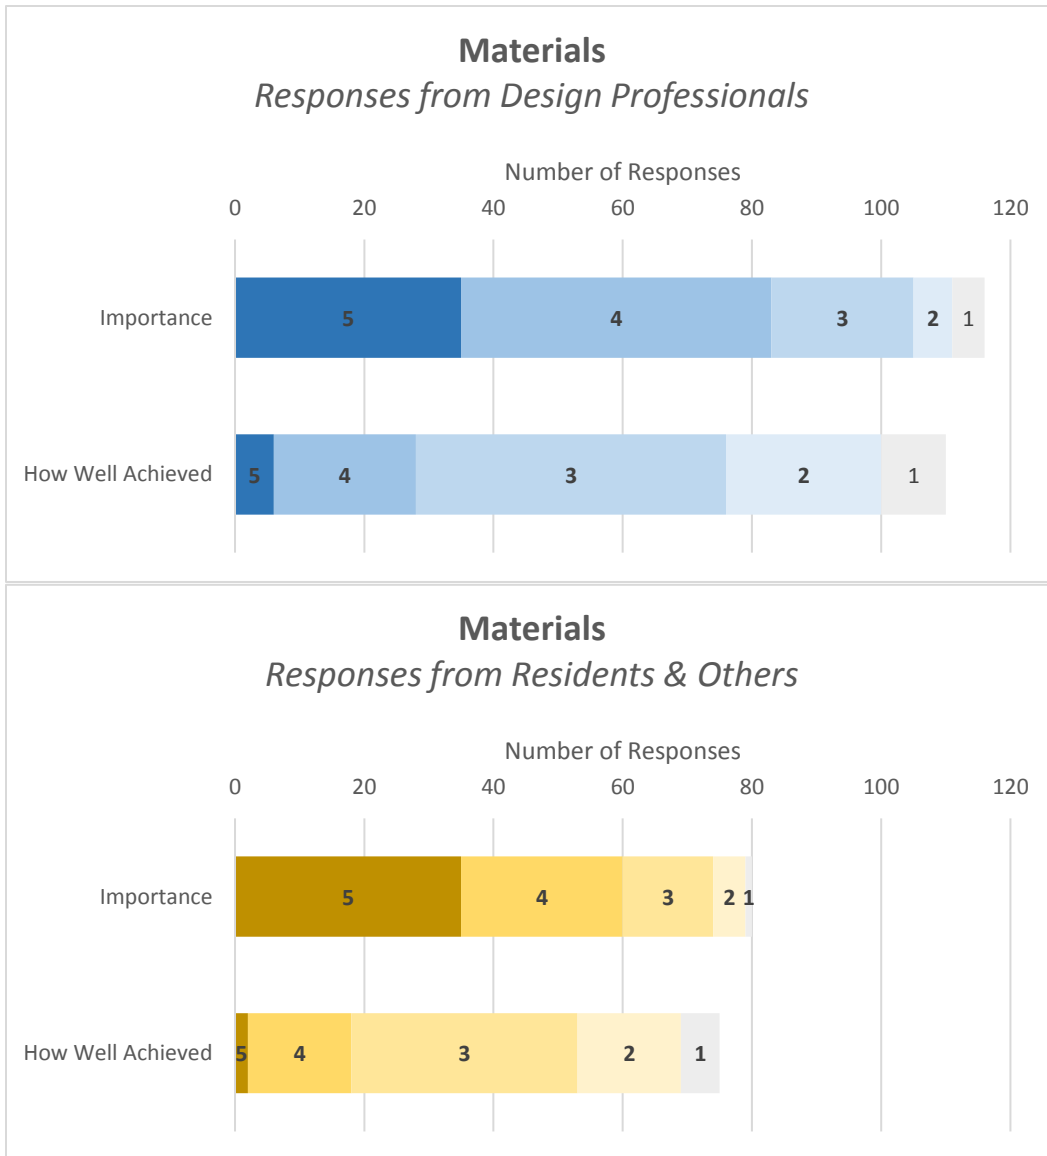 Materials
Responses from Design Professionals
Number of Responses
0 20 40 60 80 100 120
Importance 5 4 3 2 1
How Well Achieved 5 4 3 2 1
Materials
Responses from Residents & Others
Number of Responses
0 20 40 60 80 100 120
Importance 5 4 3 2 1
How Well Achieved 5 4 3 2 1